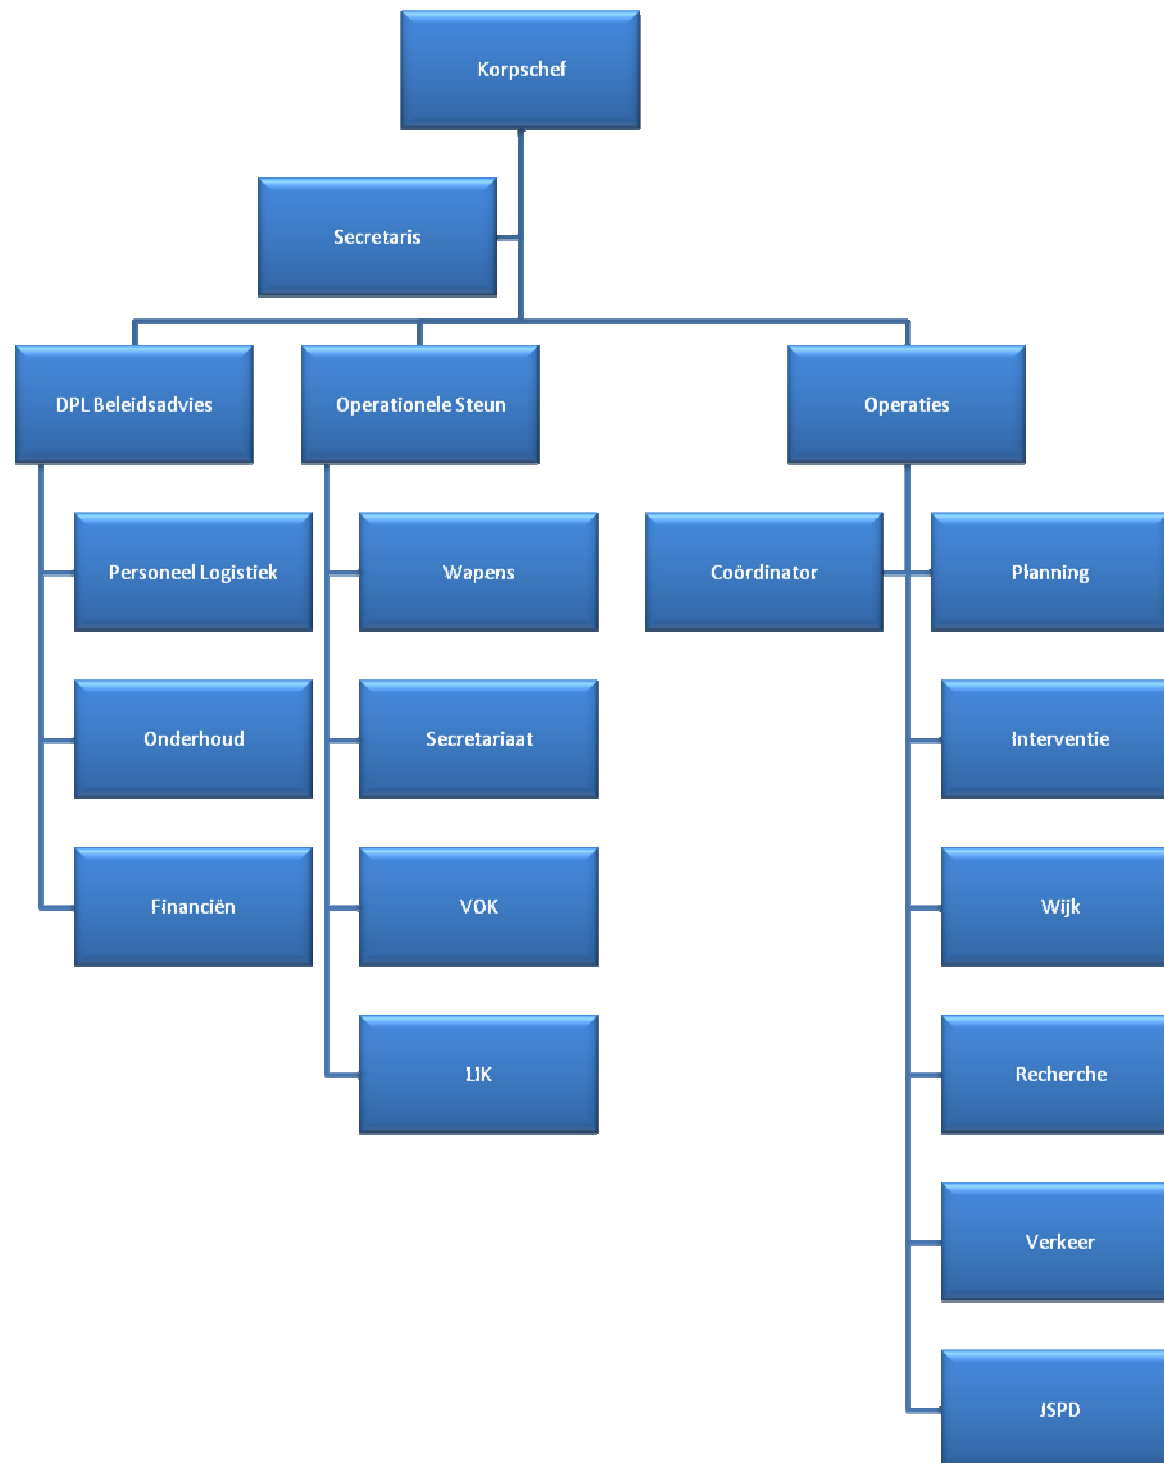 Korpschef
Secretaris
DPL Beleidsadvies
Operationele Steun
Operaties
Personeel Logistiek
Wapens
Coördinator
Planning
Onderhoud
Secretariaat
Interventie
Financiën
VOK
Wijk
LIK
Recherche
Verkeer
JSPD